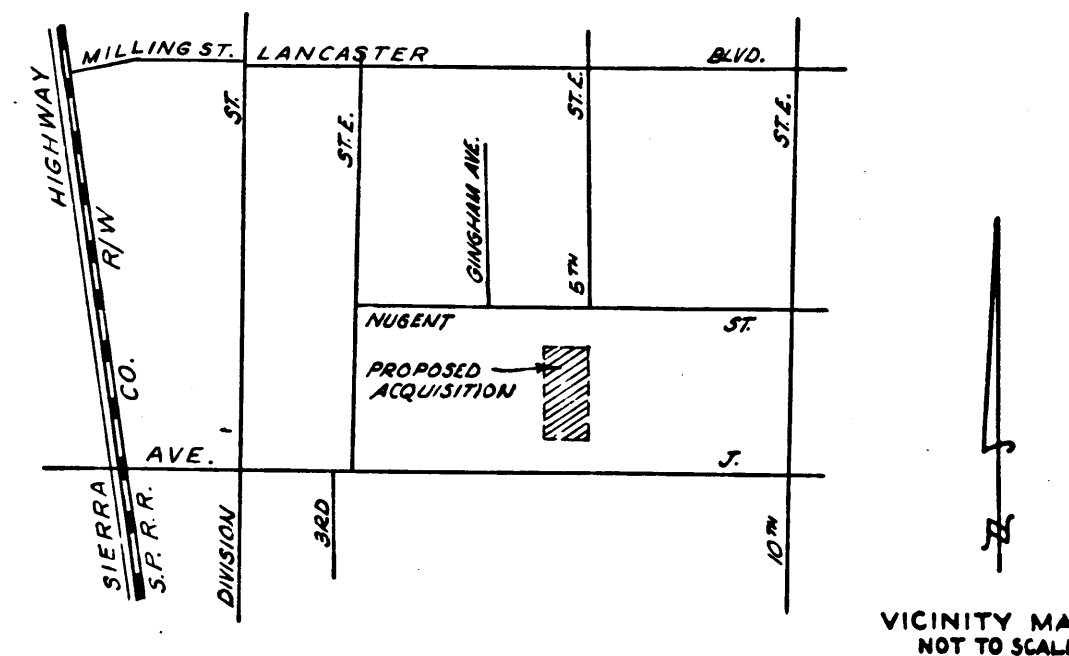 MILLING ST.
LANCASTER BLVD.
HIGHWAY
ST.
ST. E.
GINGHAM AVE.
ST. E.
ST. E.
R/W
5TH
NUGENT ST.
PROPOSED
ACQUISITION
CO.
AVE. J.
SIERRA
S.P. R.R.
DIVISION
3RD
10TH
N
VICINITY MA
NOT TO SCAL